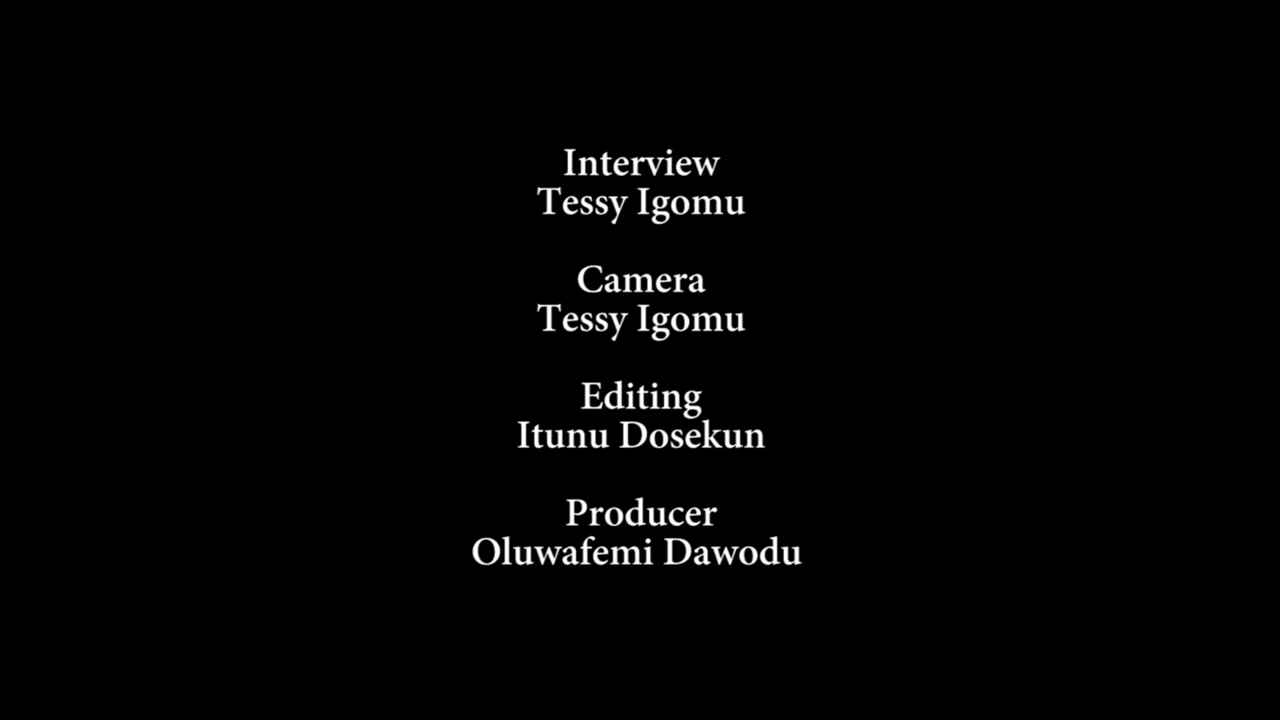 Interview
Tessy Igomu
Camera
Tessy Igomu
Editing
Itunu Dosekun
Producer
Oluwafemi Dawodu